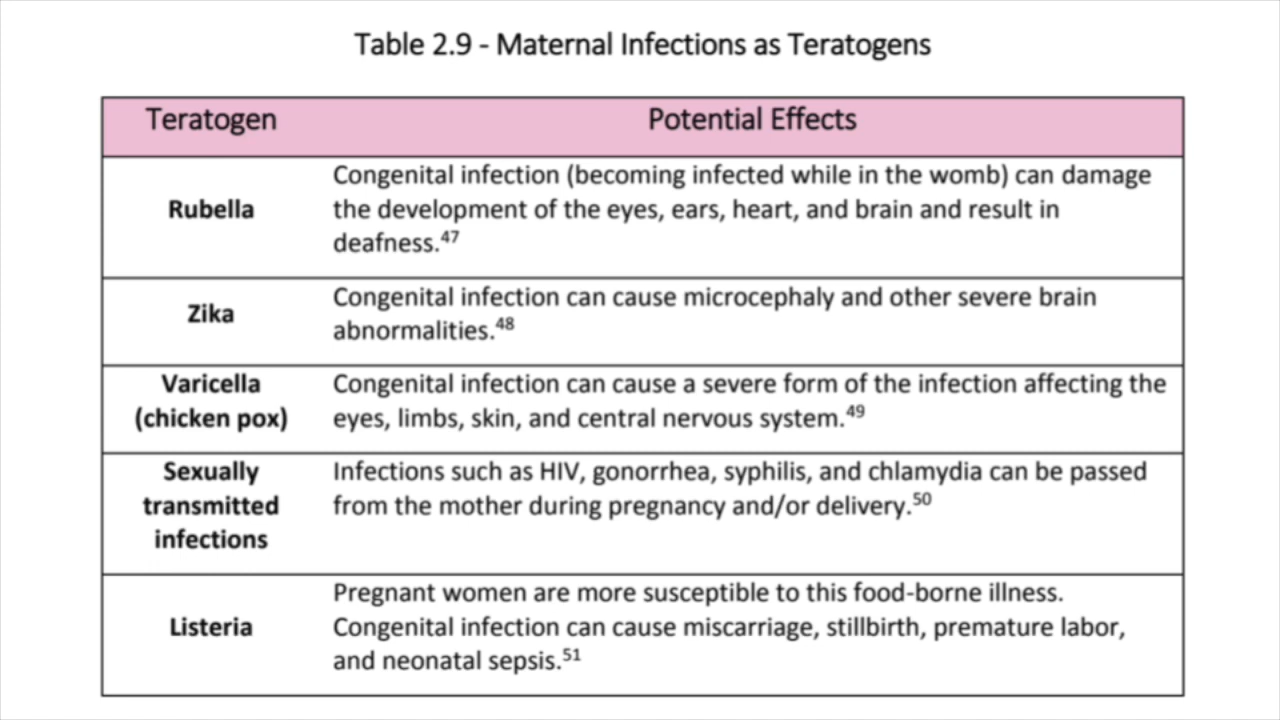 Table 2.9 - Maternal Infections as Teratogens
Teratogen Potential Effects
Rubella
Congenital infection (becoming infected while in the womb) can damage
the development of the eyes, ears, heart, and brain and result in
deafness.47
Zika
Congenital infection can cause microcephaly and other severe brain
abnormalities.48
Varicella
(chicken pox)
Congenital infection can cause a severe form of the infection affecting the
eyes, limbs, skin, and central nervous system.49
Sexually
transmitted
infections
Infections such as HIV, gonorrhea, syphilis, and chlamydia can be passed
from the mother during pregnancy and/or delivery.50
Listeria
Pregnant women are more susceptible to this food-borne illness.
Congenital infection can cause miscarriage, stillbirth, premature labor,
and neonatal sepsis.51